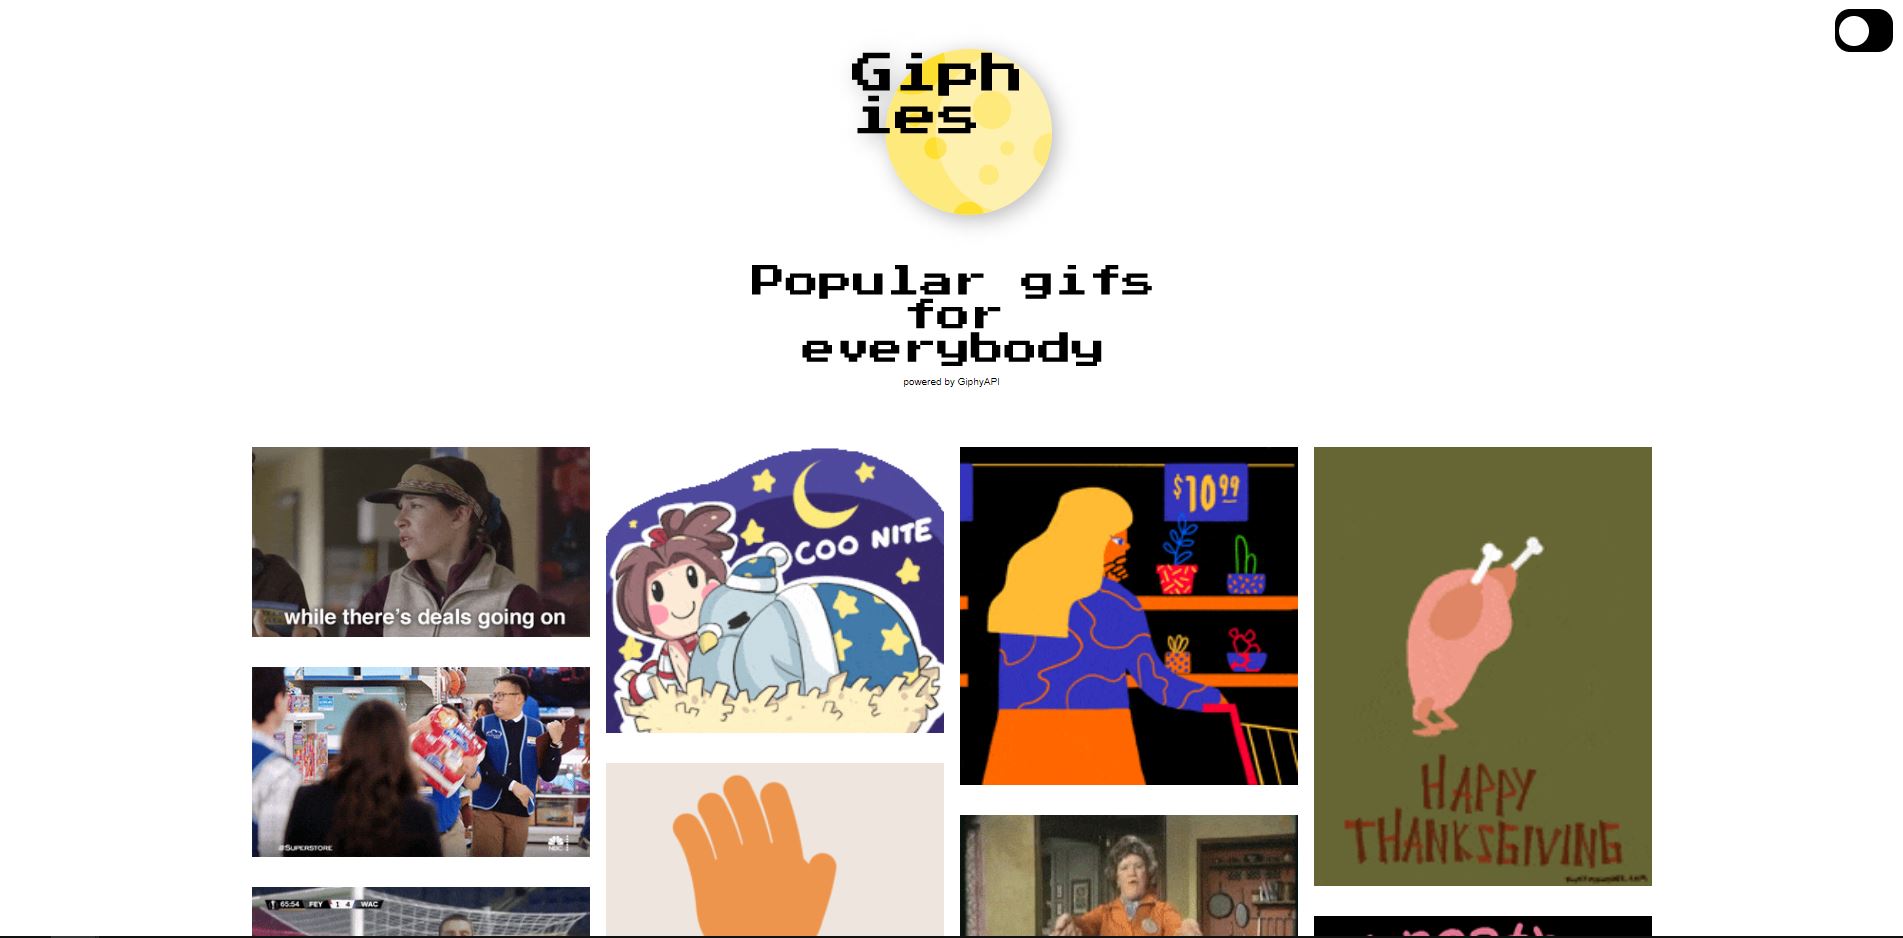 Giph
ies
Popular gifs
for
everybody
powered by GiphyAPI
while there's deals going on
COO NITE
$10 99
HAPPY
THANKSGIVING
#SUPERSTORE
NBC
65:54 FEY 1 4 WAC